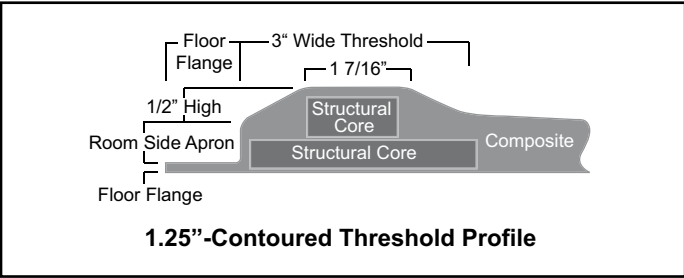 Floor
Flange
3“ Wide Threshold
1 7/16”
1/2” High
Room Side Apron
Floor Flange
Structural
Core
Structural Core
Composite
1.25”-Contoured Threshold Profile